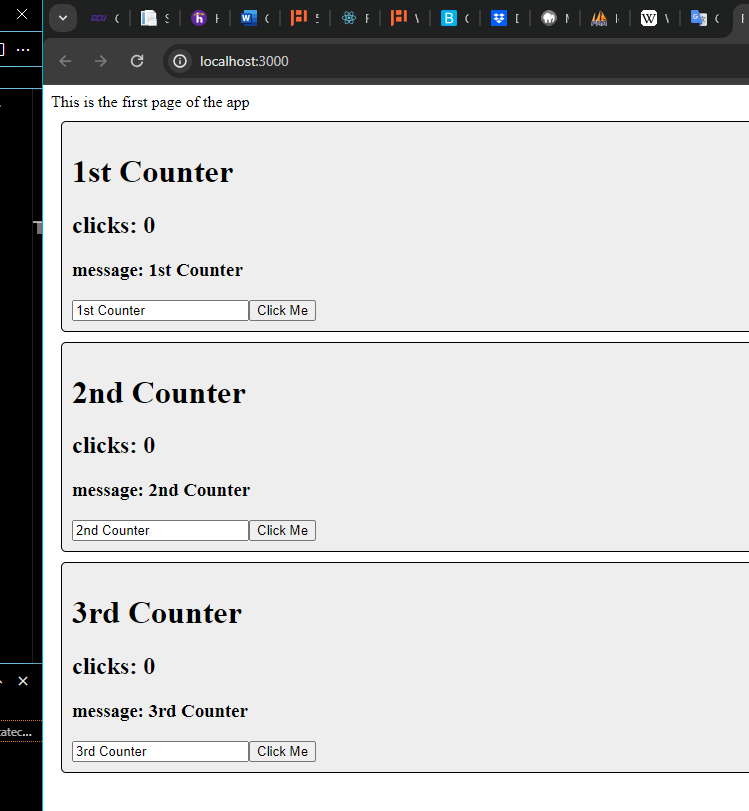 localhost:3000
This is the first page of the app
1st Counter
clicks: 0
message: 1st Counter
1st Counter Click Me
2nd Counter
clicks: 0
message: 2nd Counter
2nd Counter Click Me
3rd Counter
clicks: 0
message: 3rd Counter
3rd Counter Click Me